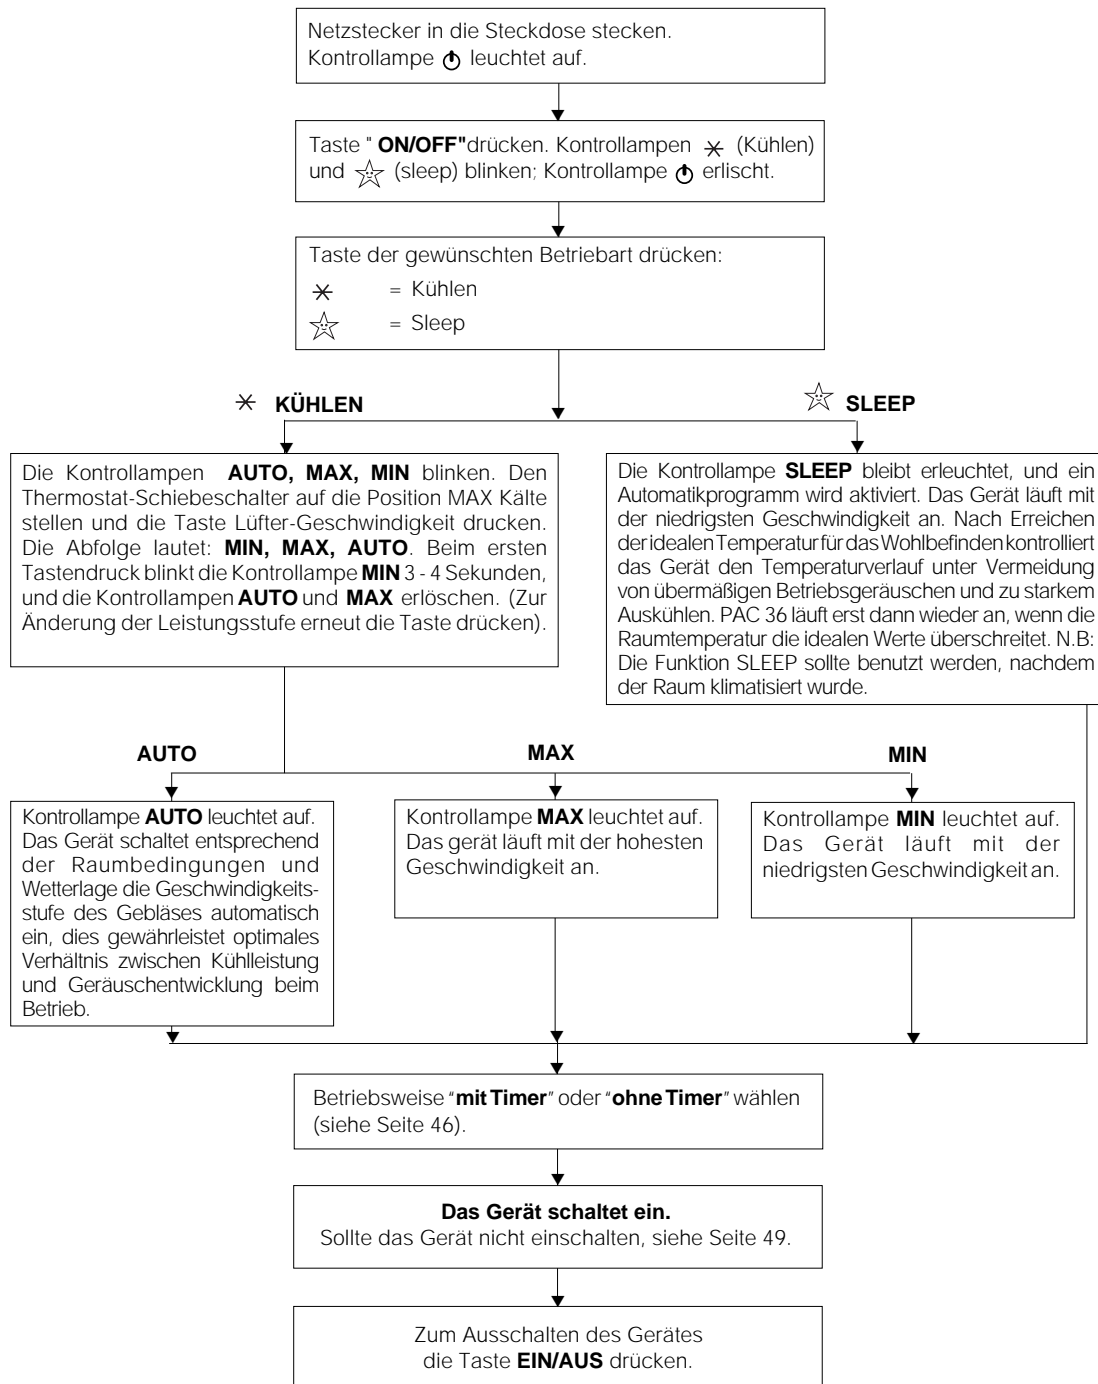 Netzstecker in die Steckdose stecken.
Kontrollampe leuchtet auf.
Taste " ON/OFF"drücken. Kontrollampen (Kühlen)
und (sleep) blinken; Kontrollampe erlischt.
Taste der gewünschten Betriebart drücken:
= Kühlen
= Sleep
KÜHLEN
SLEEP
Die Kontrollampen AUTO, MAX, MIN blinken. Den
Thermostat-Schiebeschalter auf die Position MAX Kälte
stellen und die Taste Lüfter-Geschwindigkeit drucken.
Die Abfolge lautet: MIN, MAX, AUTO. Beim ersten
Tastendruck blinkt die Kontrollampe MIN 3 - 4 Sekunden,
und die Kontrollampen AUTO und MAX erlöschen. (Zur
Änderung der Leistungsstufe erneut die Taste drücken).
Die Kontrollampe SLEEP bleibt erleuchtet, und ein
Automatikprogramm wird aktiviert. Das Gerät läuft mit
der niedrigsten Geschwindigkeit an. Nach Erreichen
der idealen Temperatur für das Wohlbefinden kontrolliert
das Gerät den Temperaturverlauf unter Vermeidung
von übermäßigen Betriebsgeräuschen und zu starkem
Auskühlen. PAC 36 läuft erst dann wieder an, wenn die
Raumtemperatur die idealen Werte überschreitet. N.B:
Die Funktion SLEEP sollte benutzt werden, nachdem
der Raum klimatisiert wurde.
AUTO
MAX
MIN
Kontrollampe AUTO leuchtet auf.
Das Gerät schaltet entsprechend
der Raumbedingungen und
Wetterlage die Geschwindigkeits-
stufe des Gebläses automatisch
ein, dies gewährleistet optimales
Verhältnis zwischen Kühlleistung
und Geräuschentwicklung beim
Betrieb.
Kontrollampe MAX leuchtet auf.
Das gerät läuft mit der hohesten
Geschwindigkeit an.
Kontrollampe MIN leuchtet auf.
Das Gerät läuft mit der
niedrigsten Geschwindigkeit an.
Betriebsweise "mit Timer" oder "ohne Timer" wählen
(siehe Seite 46).
Das Gerät schaltet ein.
Sollte das Gerät nicht einschalten, siehe Seite 49.
Zum Ausschalten des Gerätes
die Taste EIN/AUS drücken.